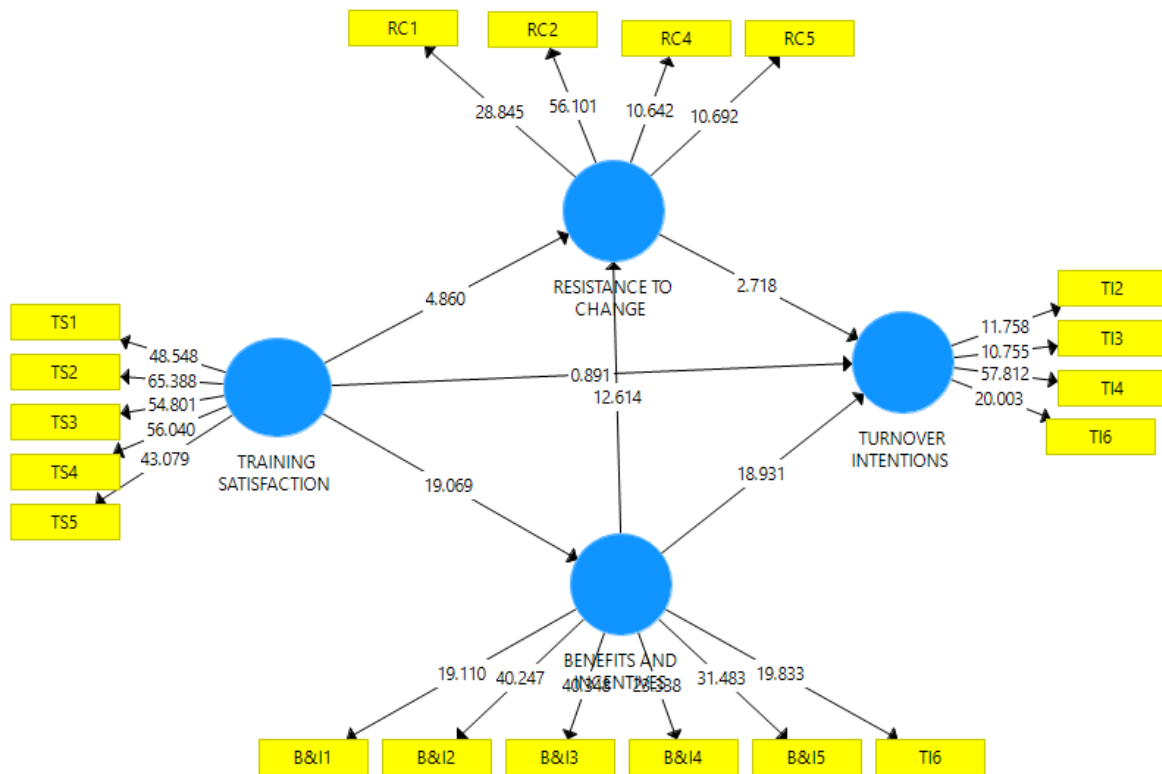 RC1
RC2
RC4
RC5
28.845
56.101
10.642
10.692
RESISTANCE TO
CHANGE
4.860
2.718
TS1
TS2
TS3
TS4
TS5
48.548
65.388
54.801
56.040
43.079
TRAINING
SATISFACTION
0.891
12.614
TI2
TI3
TI4
TI6
11.758
10.755
57.812
20.003
TURNOVER
INTENTIONS
19.069
18.931
BENEFITS AND
INCENTIVES
19.110
40.247
31.483
19.833
B&I1
B&I2
B&I3
B&I4
B&I5
TI6